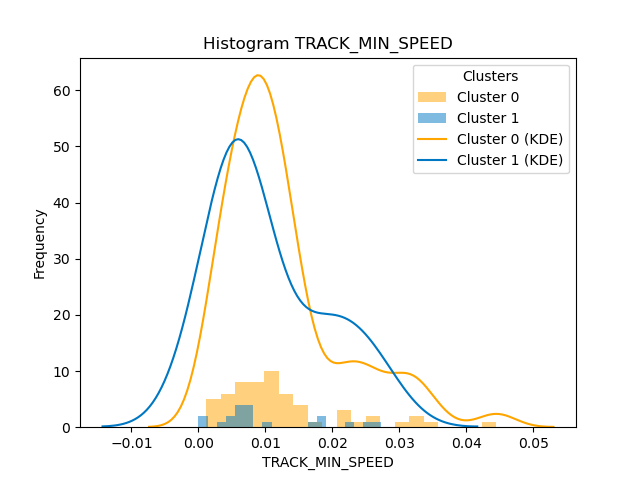 Histogram TRACK_MIN_SPEED
Clusters
Cluster 0
Cluster 1
Cluster 0 (KDE)
Cluster 1 (KDE)
Frequency
60
50
40
30
20
10
0
−0.01 0.00 0.01 0.02 0.03 0.04 0.05
TRACK_MIN_SPEED